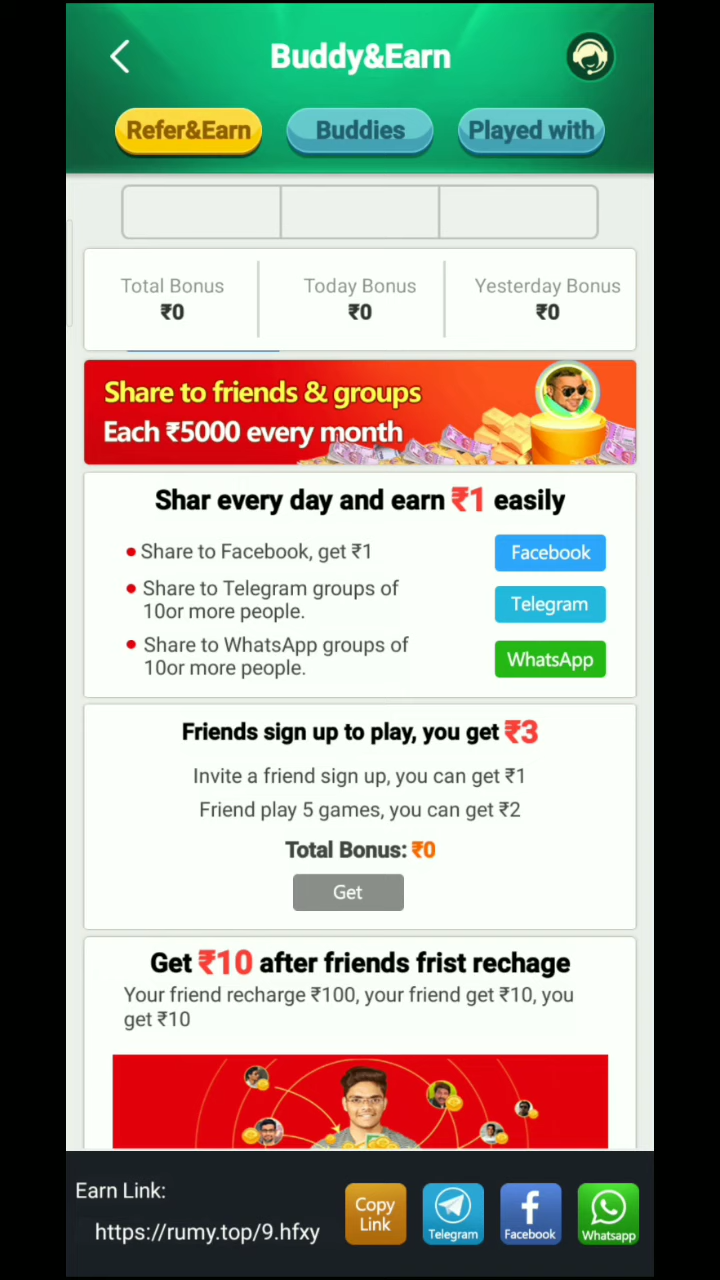 Buddy&Earn
Refer&Earn
Buddies
Played with
Total Bonus
₹0
Today Bonus
₹0
Yesterday Bonus
₹0
Share to friends & groups
Each ₹5000 every month
Shar every day and earn ₹1 easily
Share to Facebook, get ₹1
Facebook
Share to Telegram groups of
10or more people.
Telegram
Share to WhatsApp groups of
10or more people.
WhatsApp
Friends sign up to play, you get ₹3
Invite a friend sign up, you can get ₹1
Friend play 5 games, you can get ₹2
Total Bonus: ₹0
Get
Get ₹10 after friends frist rechage
Your friend recharge ₹100, your friend get ₹10, you
get ₹10
Earn Link:
https://rumy.top/9.hfxy
Copy
Link
Telegram
Facebook
Whatsapp